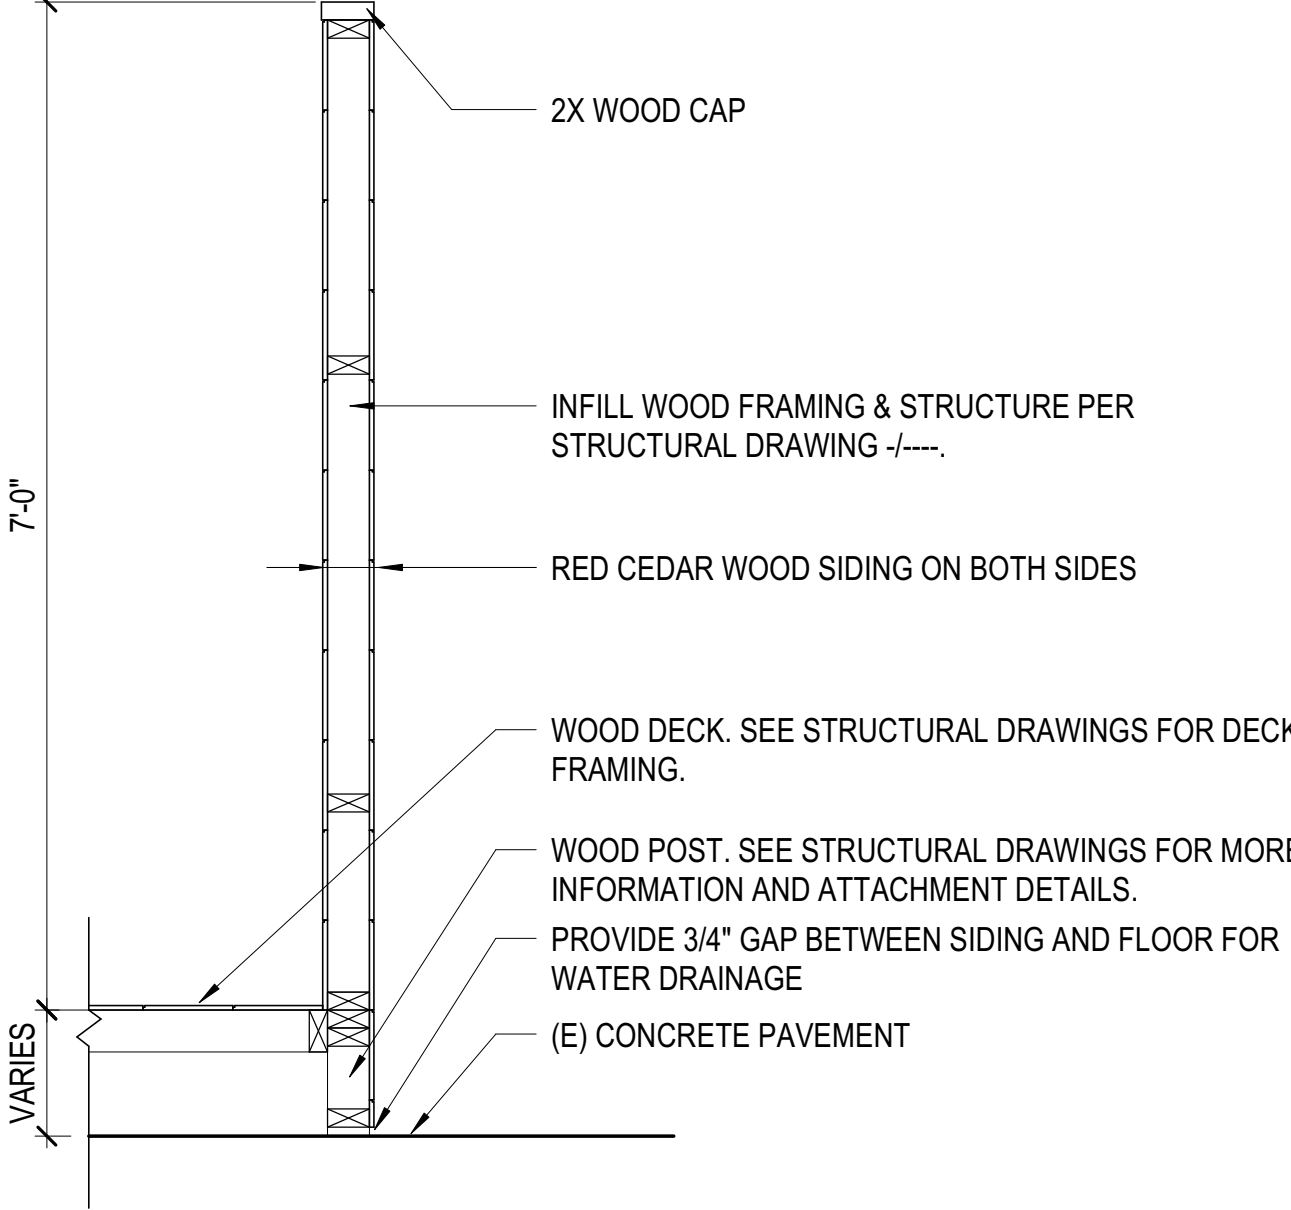 2X WOOD CAP
INFILL WOOD FRAMING & STRUCTURE PER
STRUCTURAL DRAWING -/----.
7'-0"
RED CEDAR WOOD SIDING ON BOTH SIDES
WOOD DECK. SEE STRUCTURAL DRAWINGS FOR DECK
FRAMING.
WOOD POST. SEE STRUCTURAL DRAWINGS FOR MORE
INFORMATION AND ATTACHMENT DETAILS.
PROVIDE 3/4" GAP BETWEEN SIDING AND FLOOR FOR
WATER DRAINAGE
(E) CONCRETE PAVEMENT
VARIES